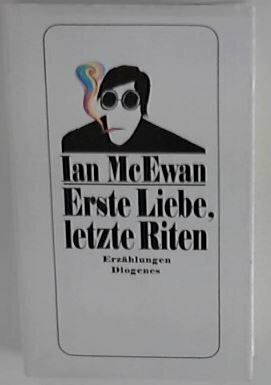 Ian McEwan
Erste Liebe,
letzte Riten
Erzählungen
Diogenes